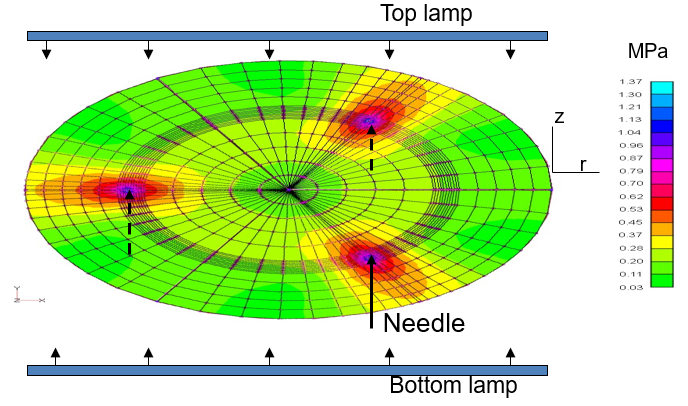 Top lamp
MPa
1.37
1.30
1.21
1.13
1.04
0.96
0.87
0.79
0.70
0.62
0.53
0.45
0.37
0.28
0.20
0.11
0.03
z
r
Y
Z X
Needle
Bottom lamp